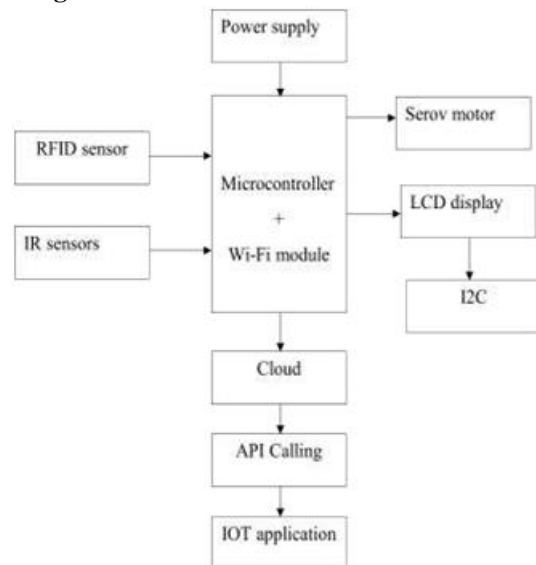 Power supply
Serov motor
RFID sensor
Microcontroller
+
Wi-Fi module
LCD display
IR sensors
I2C
Cloud
API Calling
IOT application